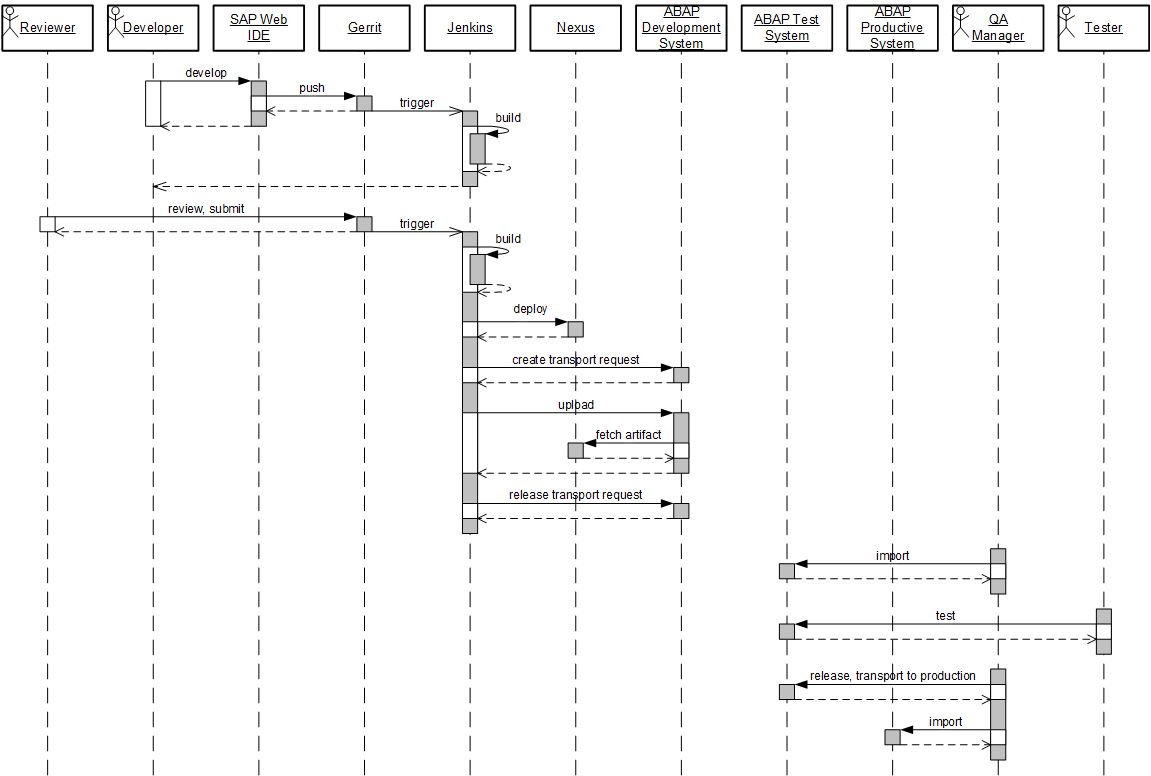 Reviewer
Developer
SAP Web
IDE
Gerrit
Jenkins
Nexus
ABAP
Development
System
ABAP Test
System
ABAP
Productive
System
QA
Manager
Tester
develop
push
trigger
build
review, submit
trigger
build
deploy
create transport request
upload
fetch artifact
release transport request
import
test
release, transport to production
import